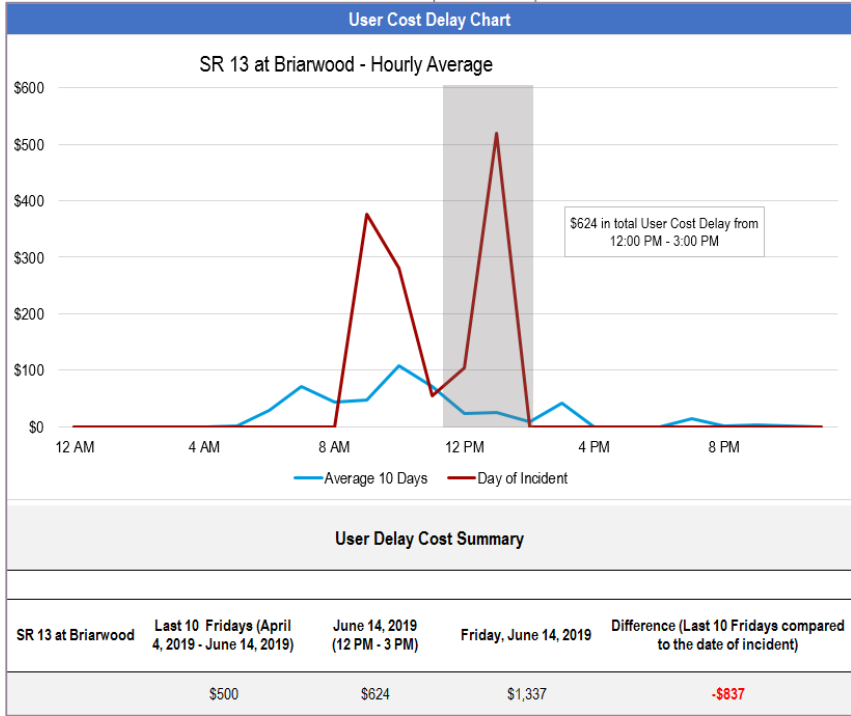 User Cost Delay Chart
SR 13 at Briarwood - Hourly Average
$600
$500
$400
$300
$200
$100
$0
$624 in total User Cost Delay from
12:00 PM - 3:00 PM
12 AM 4 AM 8 AM 12 PM 4 PM 8 PM
Average 10 Days Day of Incident
User Delay Cost Summary
SR 13 at Briarwood
Last 10 Fridays (April
4, 2019 - June 14, 2019)
June 14, 2019
(12 PM - 3 PM)
Friday, June 14, 2019
Difference (Last 10 Fridays compared
to the date of incident)
$500 $624 $1,337 -$837